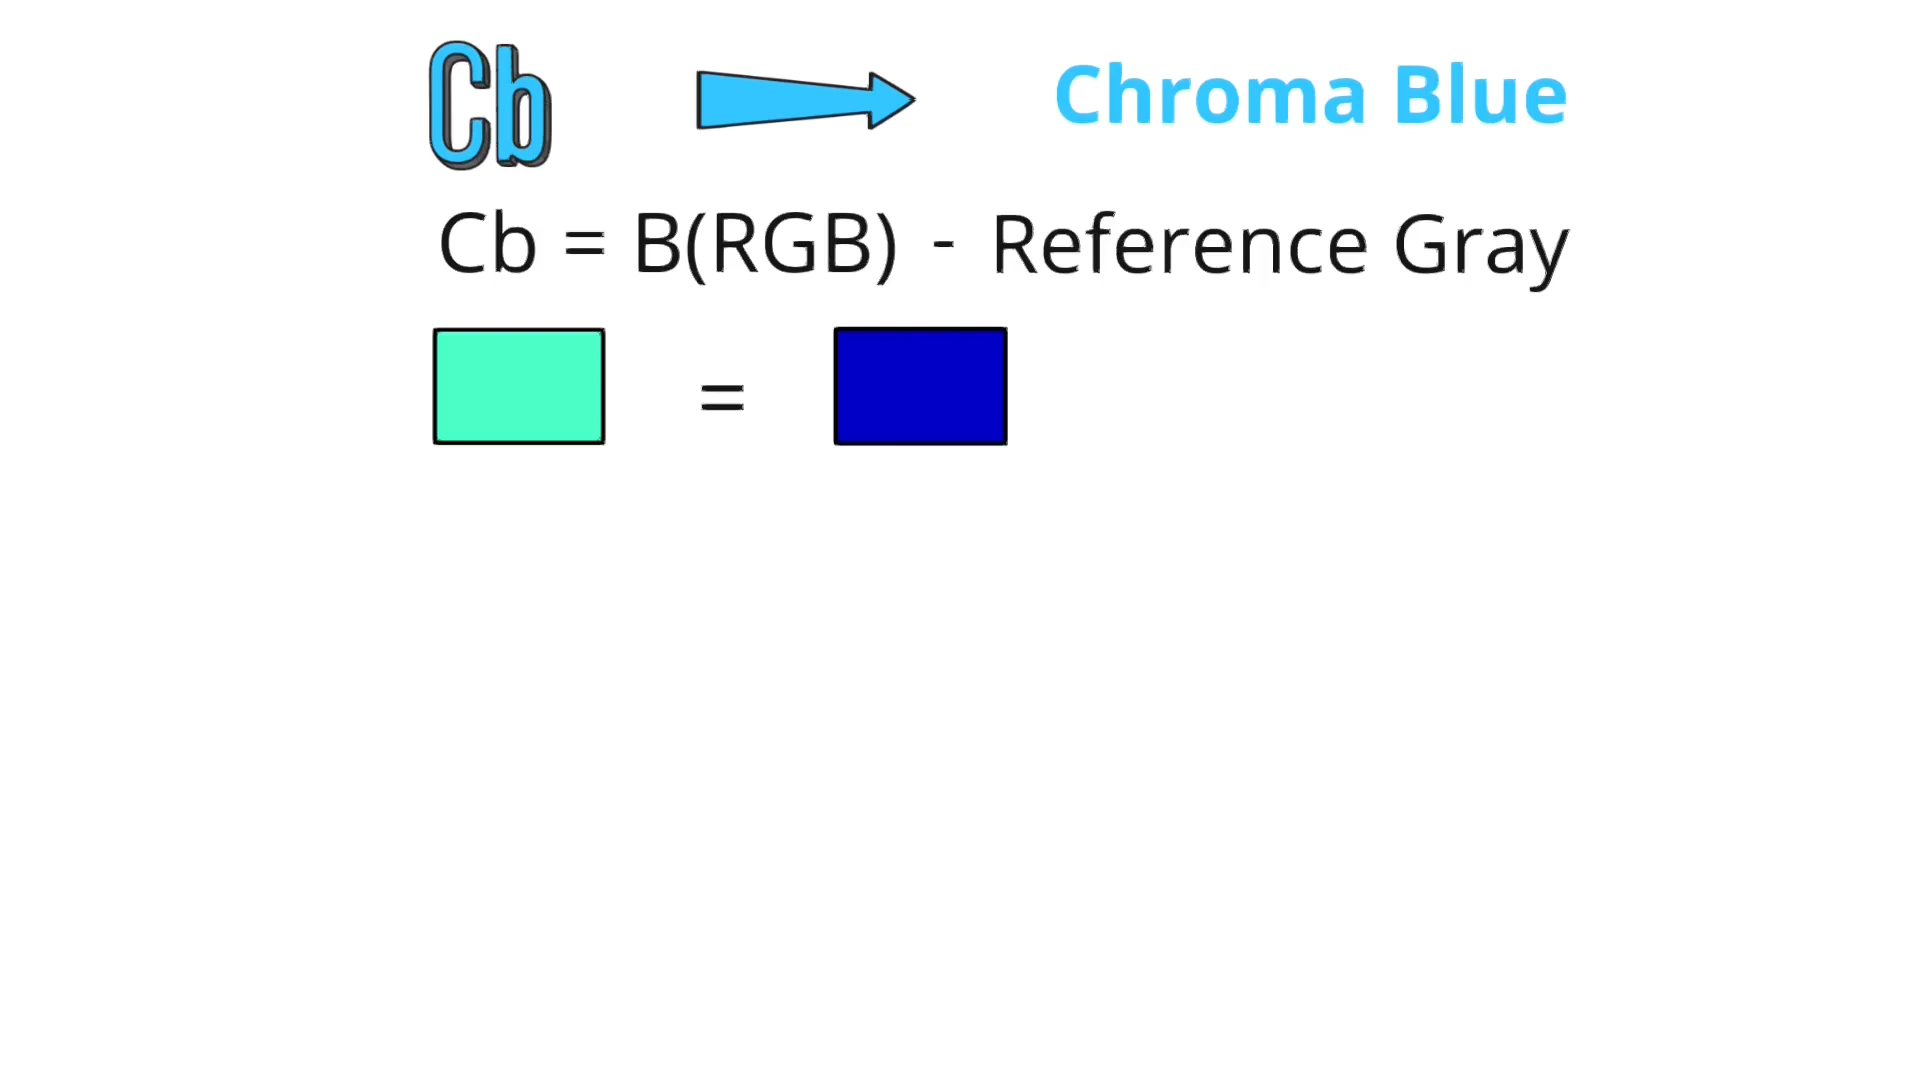 Cb Chroma Blue
Cb = B(RGB) - Reference Gray
=